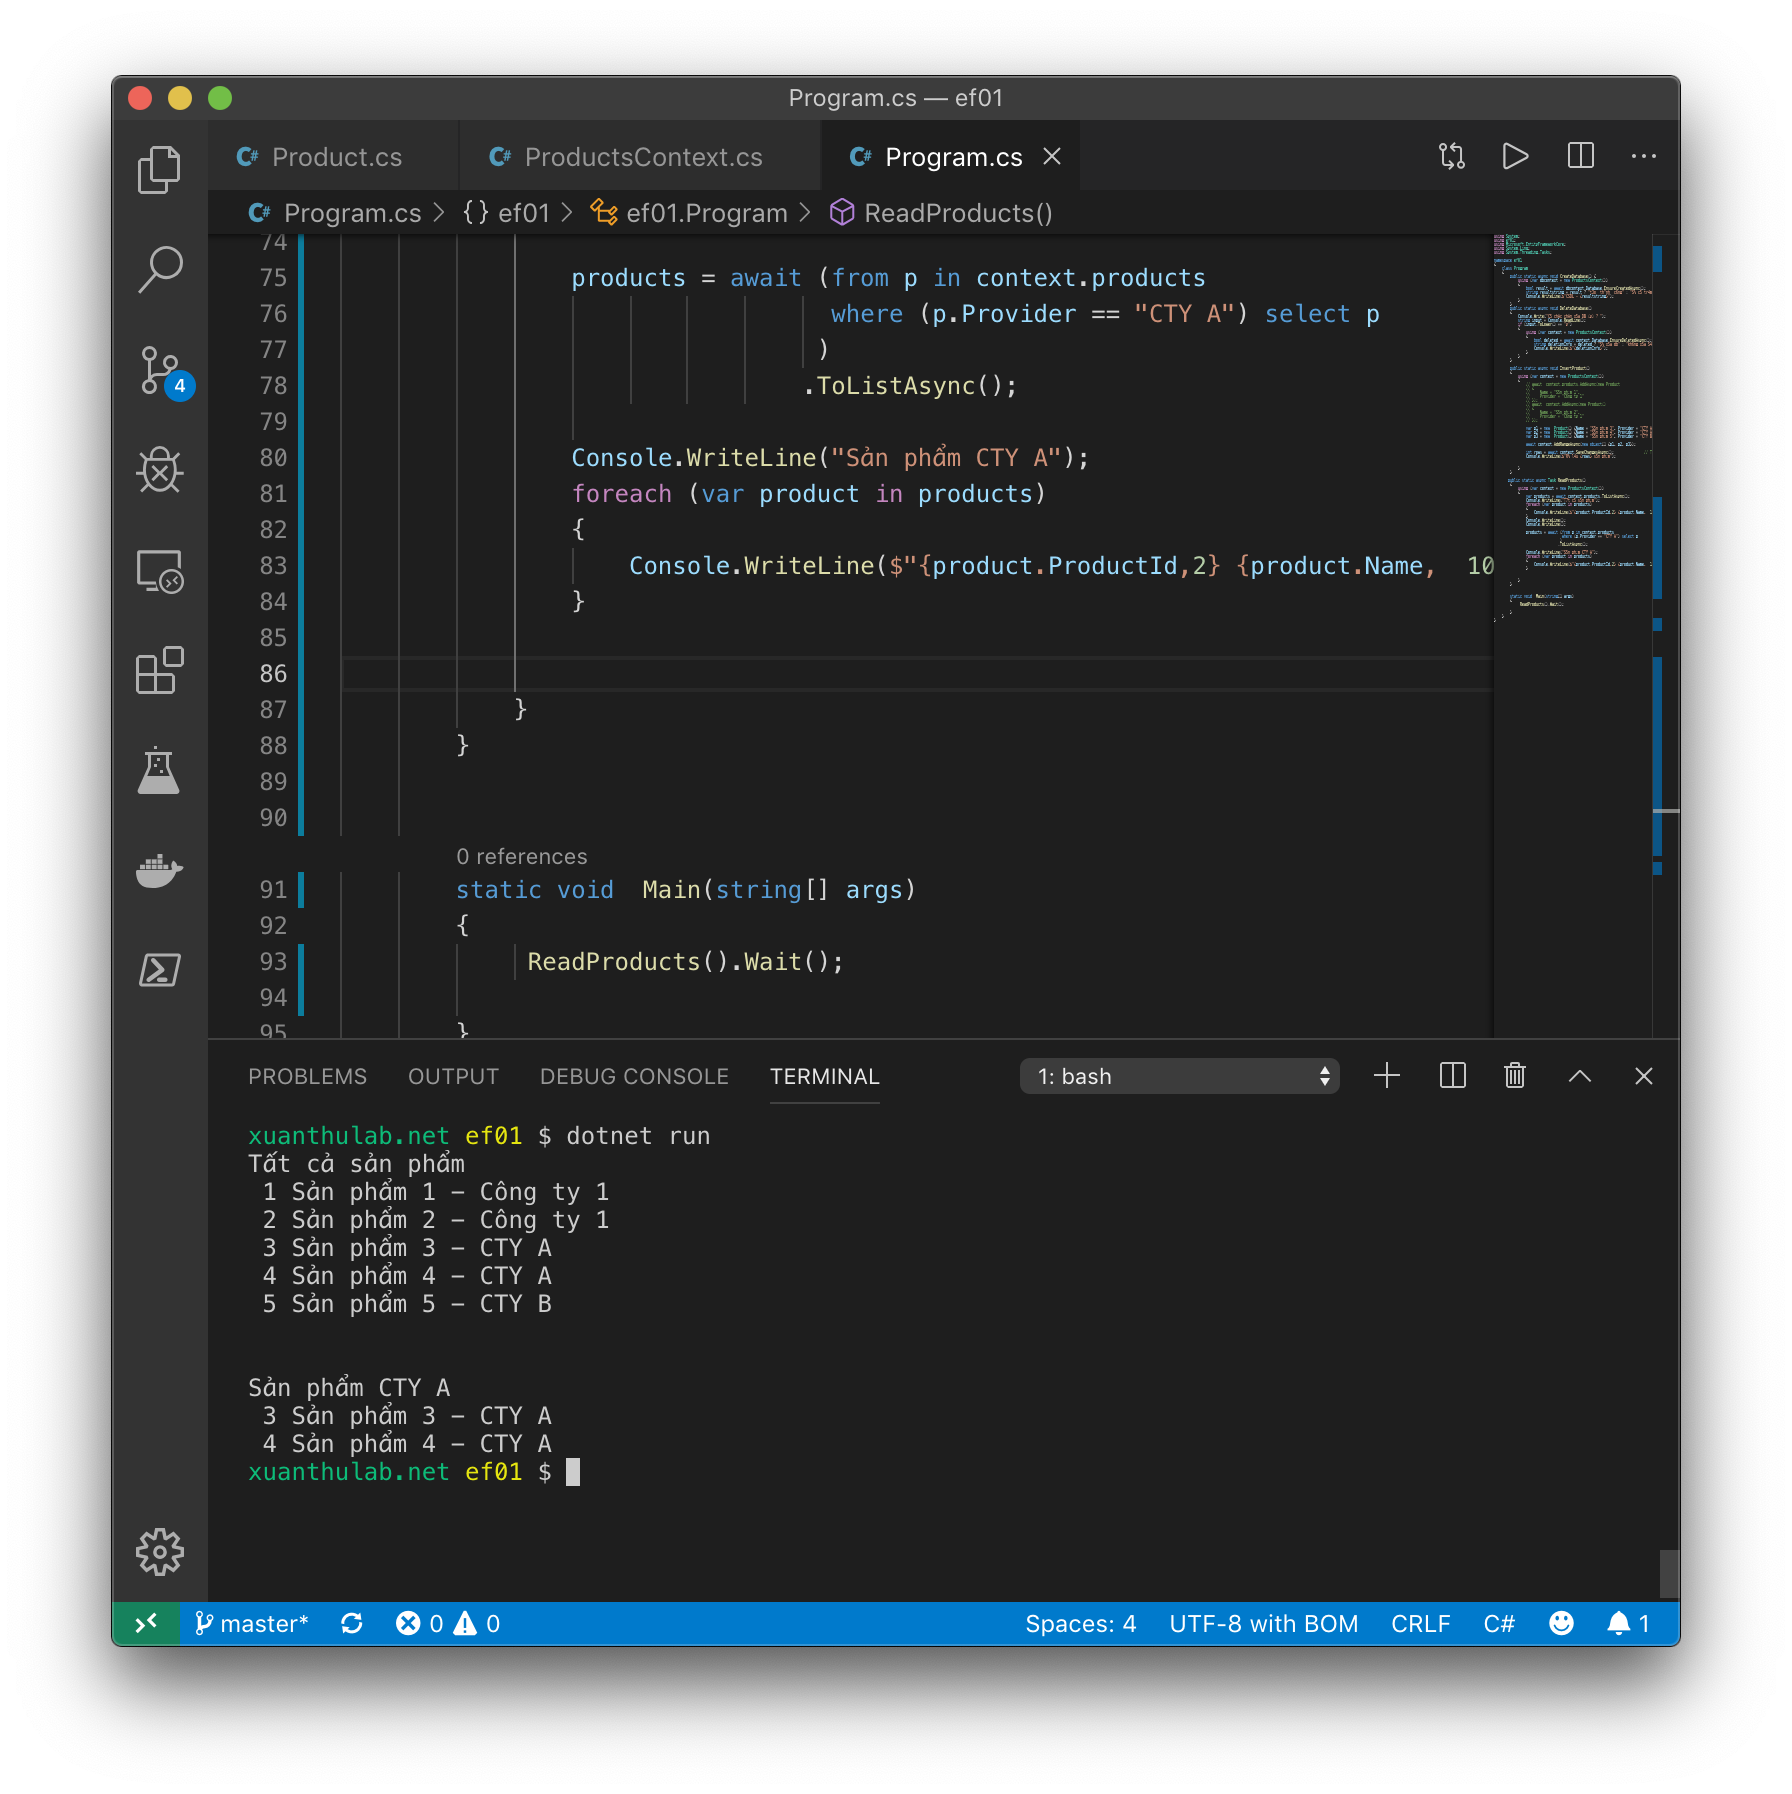 Program.cs — ef01
Product.cs
ProductsContext.cs
Program.cs
Program.cs > {} ef01 > ef01.Program > ReadProducts()
74
75 products = await (from p in context.products
76 where (p.Provider == "CTY A") select p
77 )
78 .ToListAsync();
79
80 Console.WriteLine("Sản phẩm CTY A");
81 foreach (var product in products)
82 {
83 Console.WriteLine($"{product.ProductId,2} {product.Name,  10
84 }
85
86
87 }
88 }
89
90
0 references
91 static void  Main(string[] args)
92 {
93 ReadProducts().Wait();
94
95 }
4
PROBLEMS OUTPUT DEBUG CONSOLE TERMINAL 1: bash
xuanthulab.net ef01 $ dotnet run
Tất cả sản phẩm
1 Sản phẩm 1 - Công ty 1
2 Sản phẩm 2 - Công ty 1
3 Sản phẩm 3 - CTY A
4 Sản phẩm 4 - CTY A
5 Sản phẩm 5 - CTY B
Sản phẩm CTY A
3 Sản phẩm 3 - CTY A
4 Sản phẩm 4 - CTY A
xuanthulab.net ef01 $
master* 0 0 Spaces: 4 UTF-8 with BOM CRLF C# 1